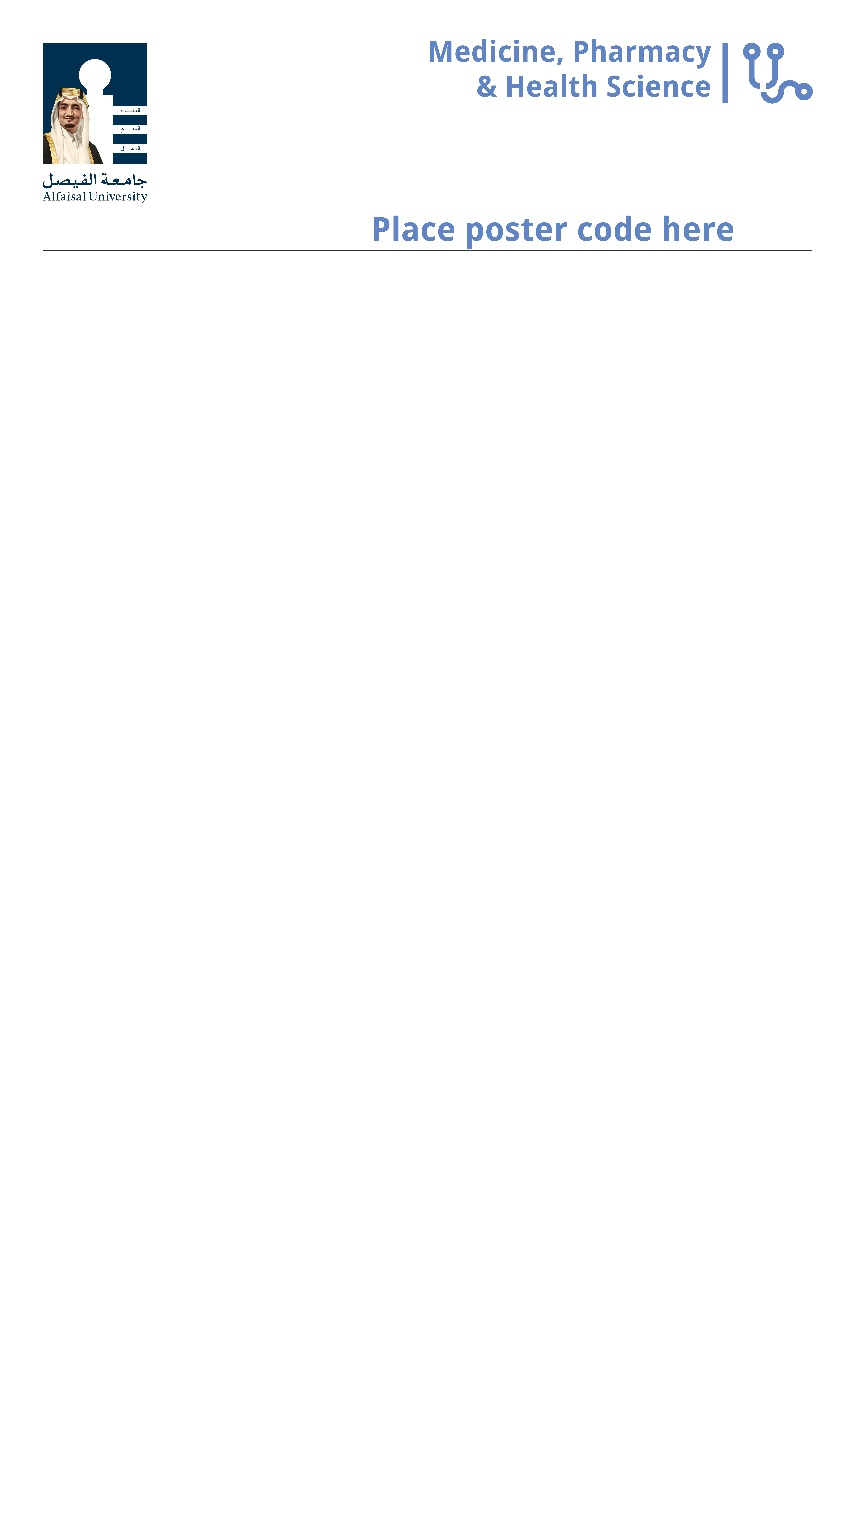 Medicine, Pharmacy
& Health Science
جامعة الفيصل
Alfaisal University
Place poster code here